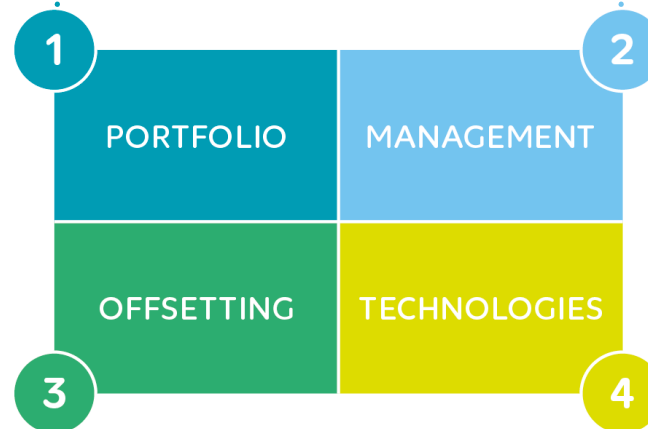 1
2
PORTFOLIO
MANAGEMENT
OFFSETTING
TECHNOLOGIES
3
4